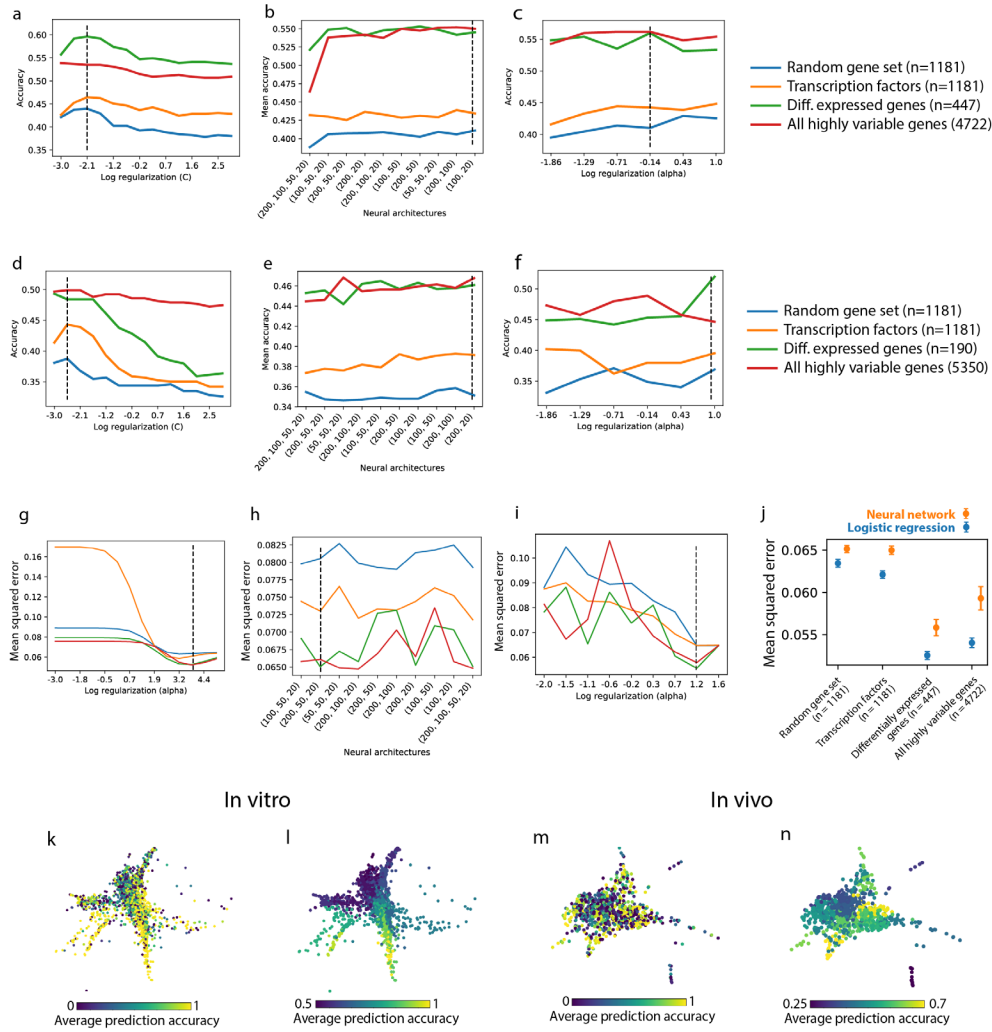 a
0.60
0.55
0.50
0.45
0.40
0.35
Accuracy
-3.0 -2.1 -1.2 -0.2 0.7 1.6 2.5
Log regularization (C)
b
0.550
0.525
0.500
0.475
0.450
0.425
0.400
Mean accuracy
(200, 100, 50, 20)
(100, 50, 20)
(50, 50, 20)
(200, 50, 20)
(200, 20)
(200, 100, 20)
(100, 50)
(200, 50)
(50, 50, 20)
(200, 100)
(100, 20)
Neural architectures
c
0.55
0.50
0.45
0.40
Accuracy
-1.86 -1.29 -0.71 -0.14 0.43 1.0
Log regularization (alpha)
Random gene set (n=1181)
Transcription factors (n=1181)
Diff. expressed genes (n=447)
All highly variable genes (4722)
d
0.50
0.45
0.40
0.35
Accuracy
-3.0 -2.1 -1.2 -0.2 0.7 1.6 2.5
Log regularization (C)
e
0.46
0.44
0.42
0.40
0.38
0.36
0.34
Mean accuracy
200, 100, 50, 20)
(100, 50, 20)
(50, 50, 20)
(200, 100, 20)
(200, 50)
(100, 20)
(100, 50)
(200, 100)
(200, 20)
Neural architectures
f
0.50
0.45
0.40
0.35
Accuracy
-1.86 -1.29 -0.71 -0.14 0.43 1.0
Log regularization (alpha)
Random gene set (n=1181)
Transcription factors (n=1181)
Diff. expressed genes (n=190)
All highly variable genes (5350)
g
0.16
0.14
0.12
0.10
0.08
0.06
Mean squared error
-3.0 -1.8 -0.5 0.7 1.9 3.2 4.4
Log regularization (alpha)
h
0.0825
0.0800
0.0775
0.0750
0.0725
0.0700
0.0675
0.0650
Mean squared error
(100, 50, 20)
(200, 50, 20)
(50, 50, 20)
(200, 100, 20)
(200, 50)
(200, 100)
(200, 20)
(100, 50)
(100, 20)
(200, 100, 50, 20)
Neural architectures
i
0.10
0.09
0.08
0.07
0.06
Mean squared error
-2.0 -1.5 -1.1 -0.6 -0.2 0.3 0.7 1.2 1.6
Log regularization (alpha)
j
Neural network
Logistic regression
0.065
0.060
0.055
Mean squared error
Random gene set
(n = 1181)
Transcription factors
(n = 1181)
Differentially expressed
genes (n = 447)
All highly variable genes
(n = 4722)
In vitro
In vivo
k
0 1
Average prediction accuracy
l
0.5 1
Average prediction accuracy
m
0 1
Average prediction accuracy
n
0.25 0.7
Average prediction accuracy